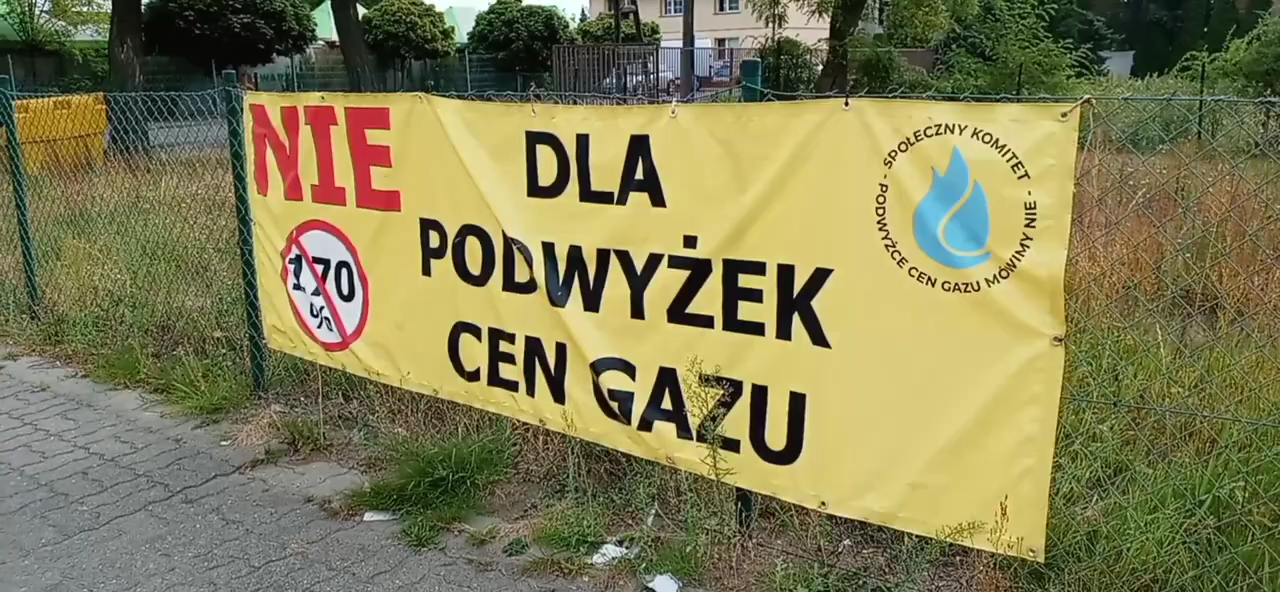 NIE
DLA
PODWYŻEK
CEN GAZU
170
%
SPOŁECZNY KOMITET
- PODWYŻCE CEN GAZU MÓWIMY NIE -